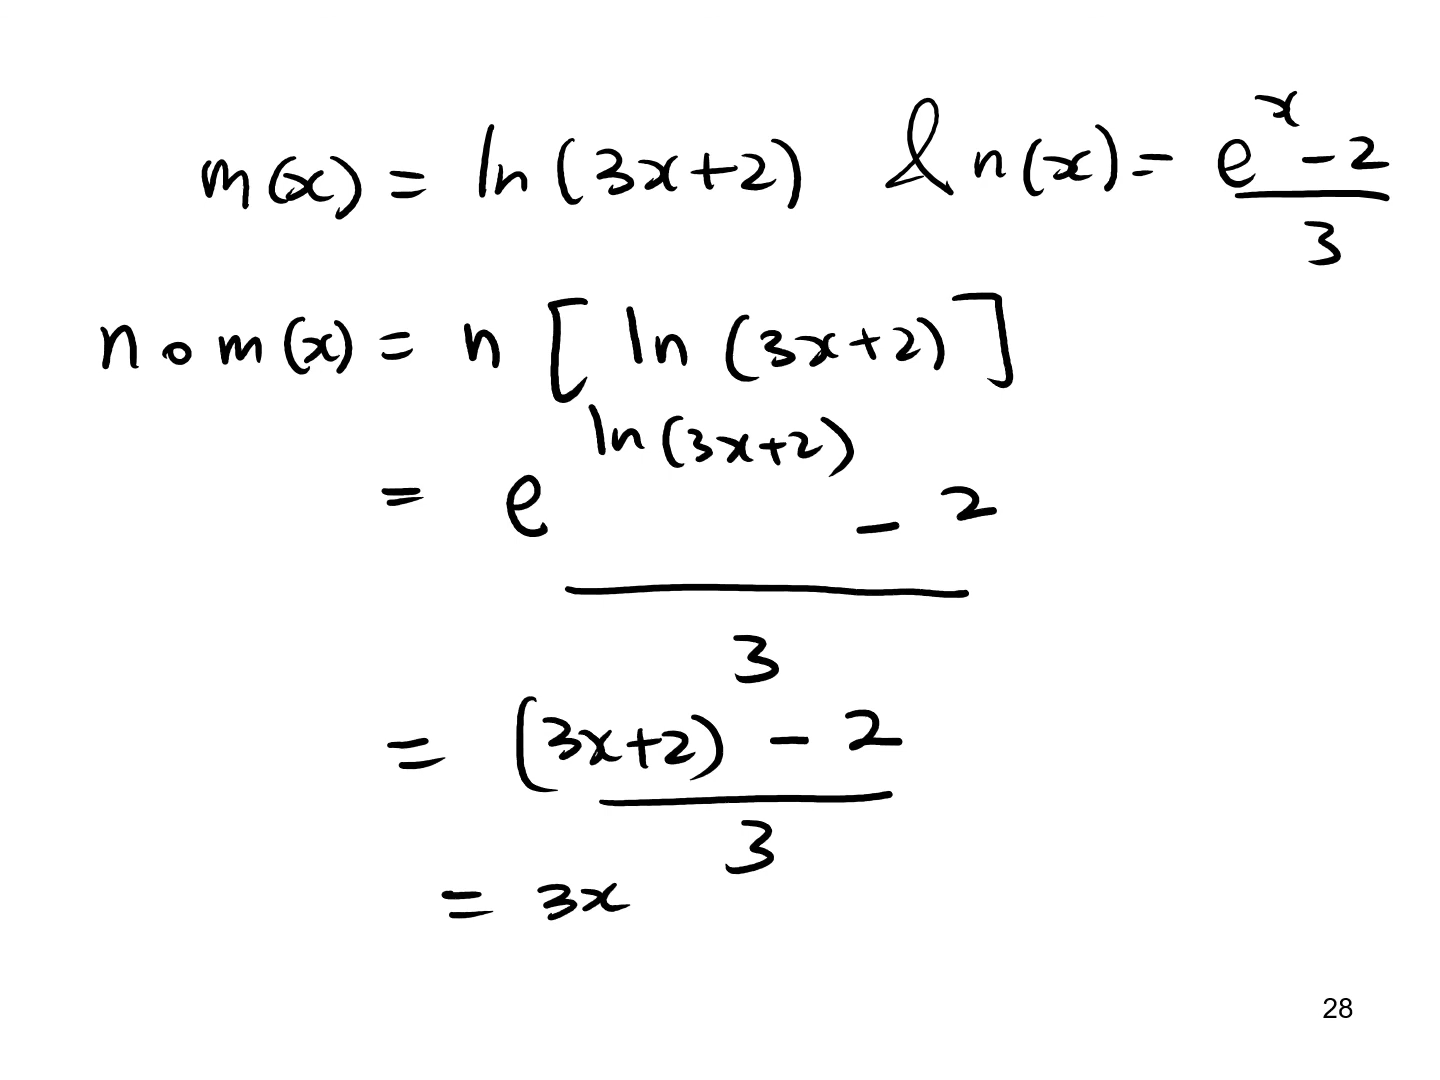 m(x) = ln(3x+2) & n(x) = (e^x - 2)/3
n ∘ m(x) = n [ ln (3x+2) ]
= (e^ln(3x+2) - 2)/3
= ((3x+2) - 2)/3
= 3x
28